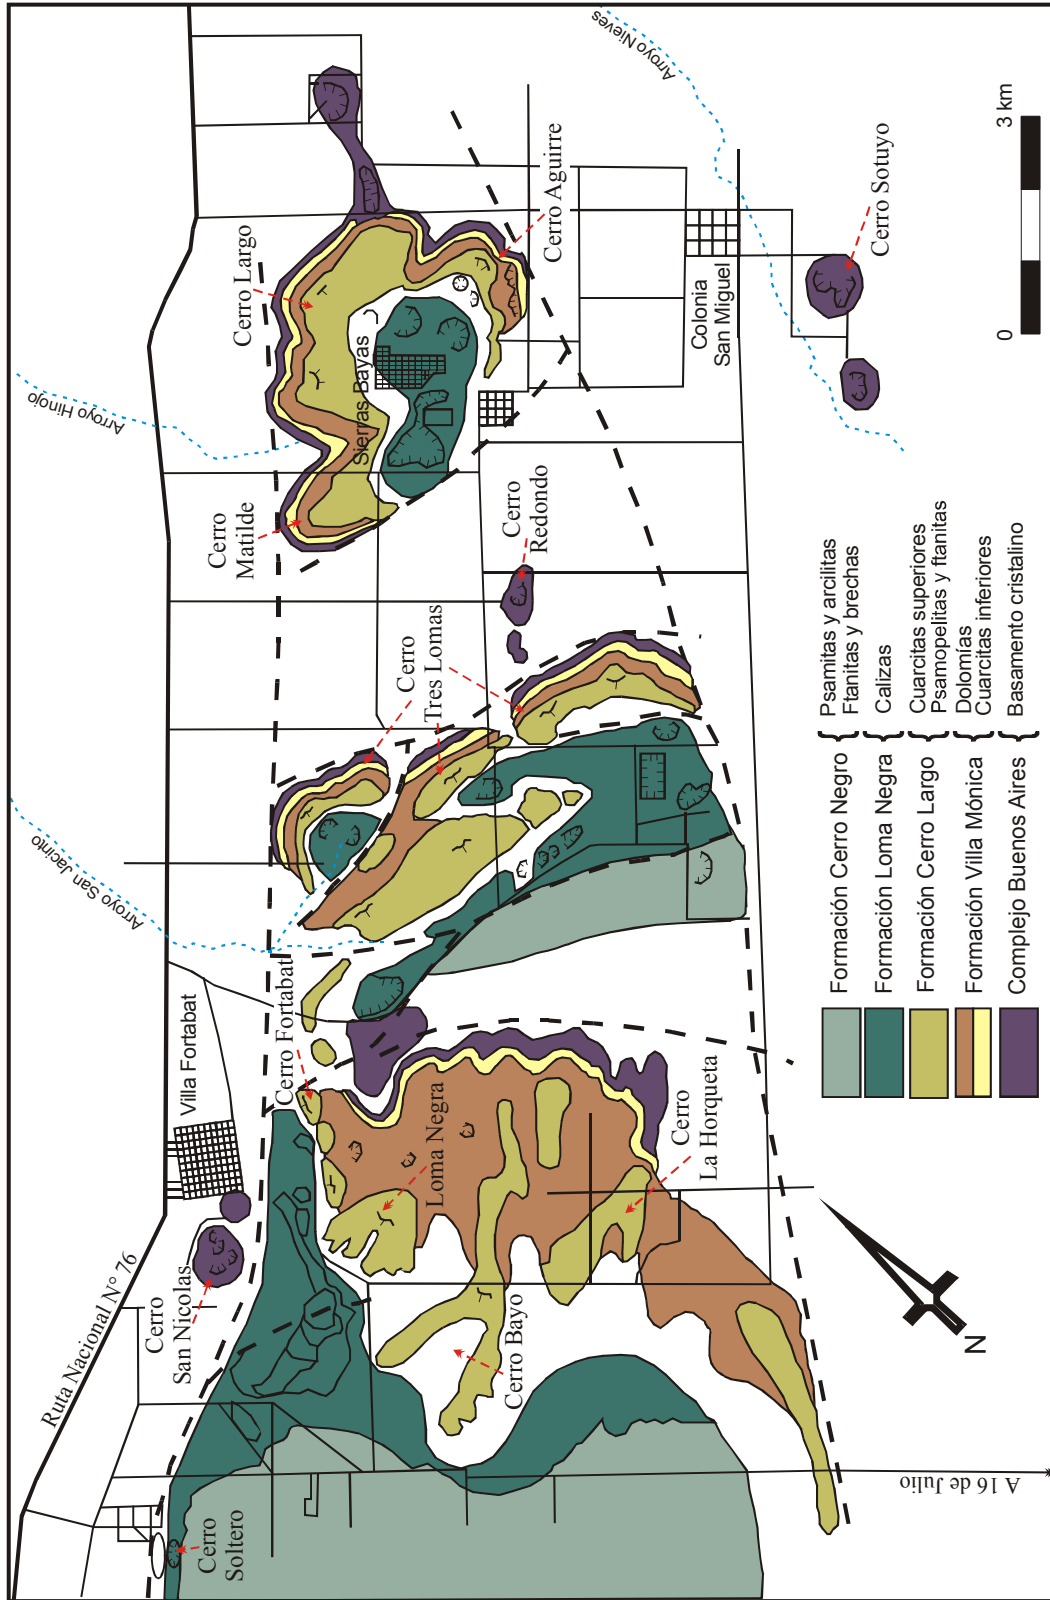 Arroyo Nieves
Cerro Aguirre
Cerro Sotuyo
3 km
0
Cerro Largo
Sierras Bayas
Colonia
San Miguel
Arroyo Hinojo
Cerro
Matilde
Cerro
Redondo
Cerro
Tres Lomas
Arroyo San Jacinto
Villa Fortabat
Cerro Fortabat
Loma Negra
Cerro
La Horqueta
Ruta Nacional N° 76
Cerro
San Nicolas
Cerro Bayo
Cerro
Soltero
A 16 de Julio
N
Formación Cerro Negro
Psamitas y arcilitas
Ftanitas y brechas
Formación Loma Negra
Calizas
Formación Cerro Largo
Cuarcitas superiores
Psamopelitas y ftanitas
Formación Villa Mónica
Dolomías
Cuarcitas inferiores
Complejo Buenos Aires
Basamento cristalino